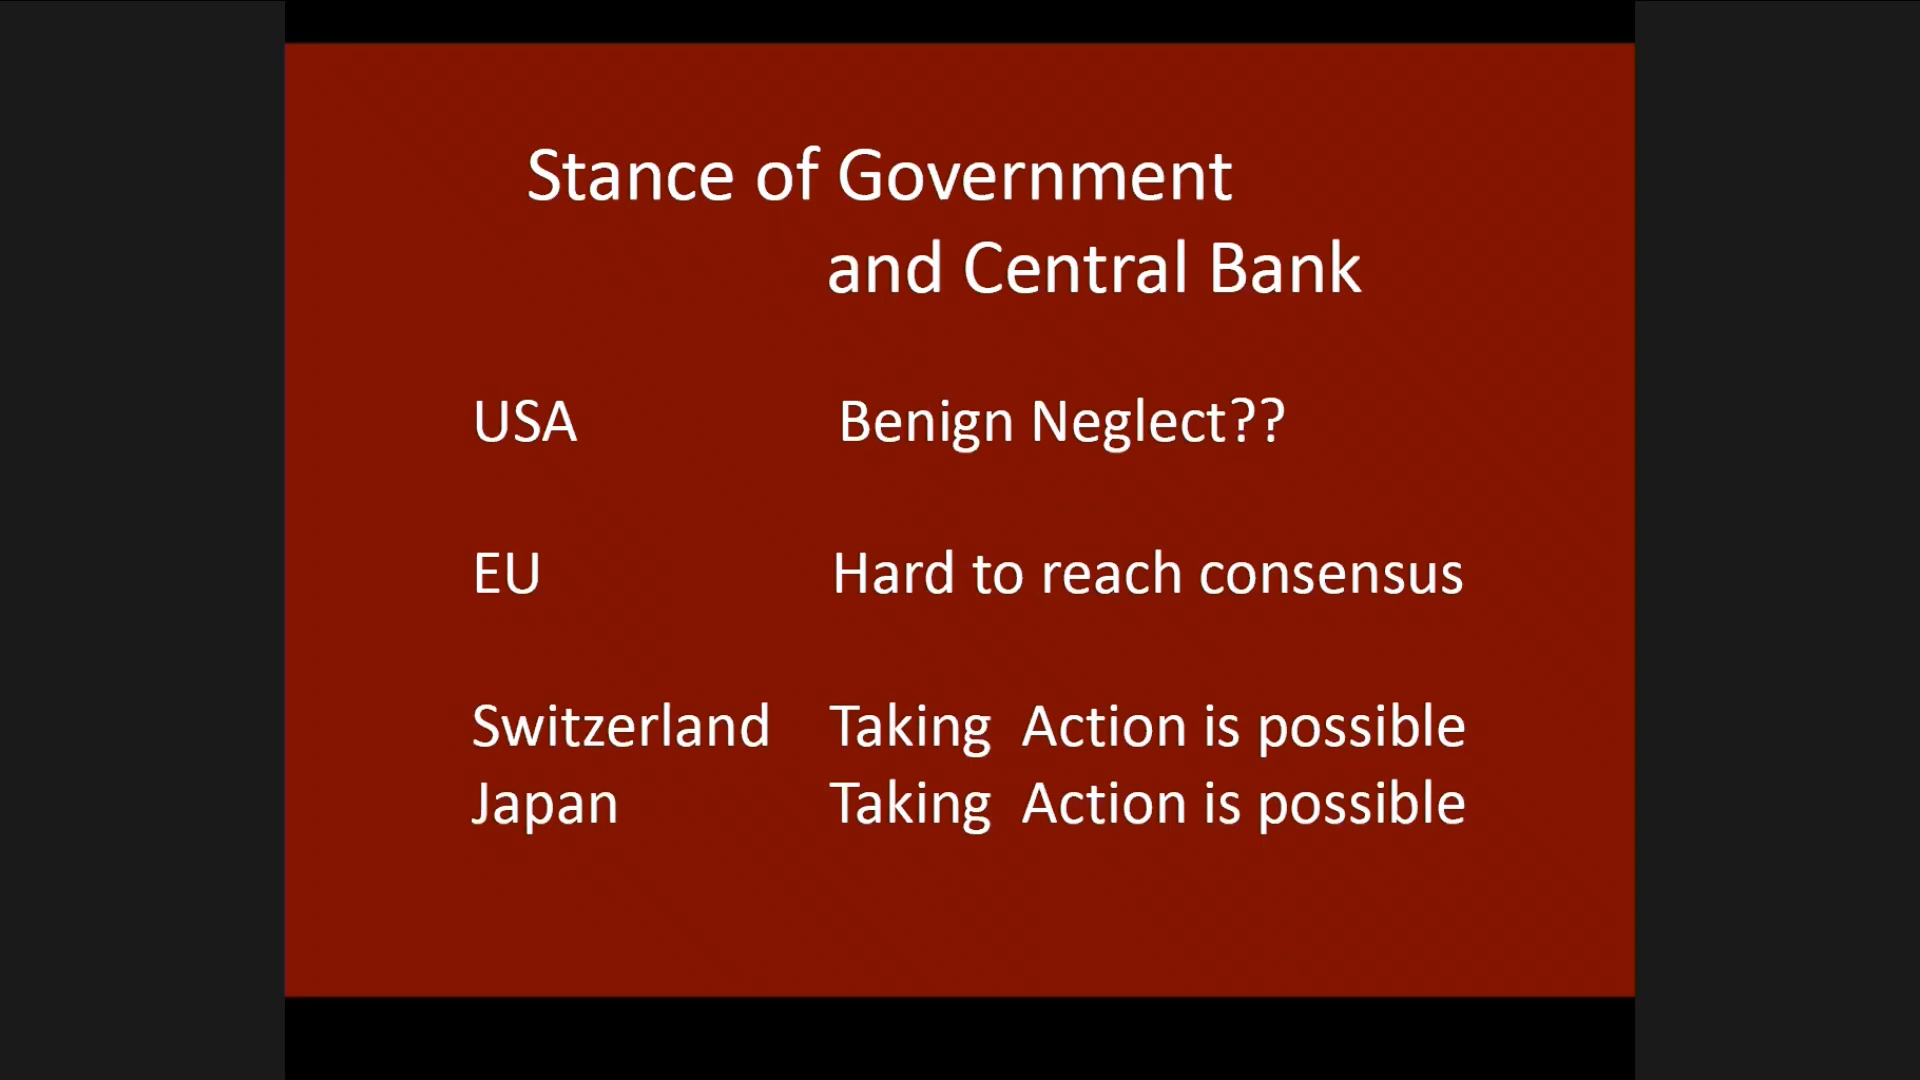 Stance of Government
and Central Bank
USA Benign Neglect??
EU Hard to reach consensus
Switzerland Taking Action is possible
Japan Taking Action is possible